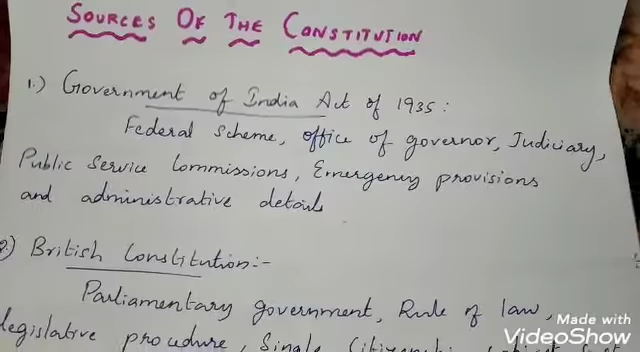 SOURCES OF THE CONSTITUTION
1.) Government of India Act of 1935:
Federal Scheme, office of governor, Judiciary,
Public Service Commissions, Emergency provisions
and administrative details
2.) British Constitution:-
Parliamentary government, Rule of law,
legislative procedure, Single
Made with
VideoShow